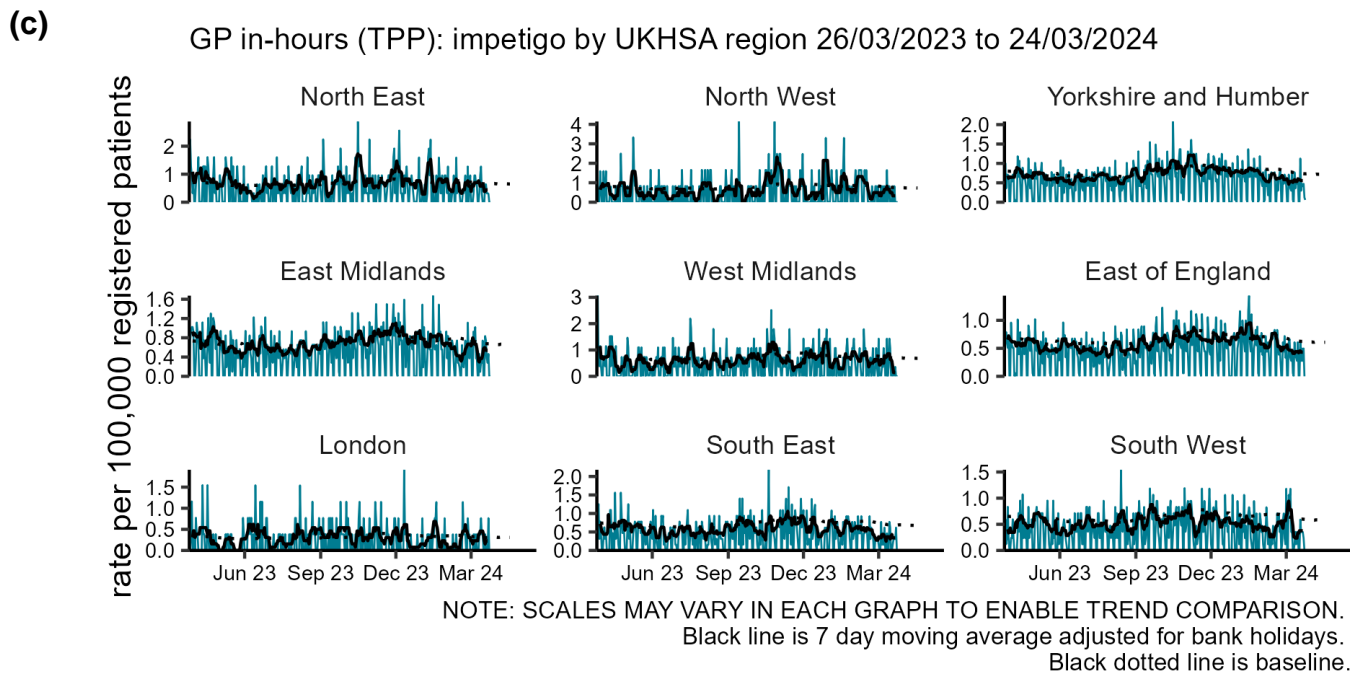 (c)
GP in-hours (TPP): impetigo by UKHSA region 26/03/2023 to 24/03/2024
rate per 100,000 registered patients
North East
2
1
0
North West
4
3
2
1
0
Yorkshire and Humber
2.0
1.5
1.0
0.5
0.0
East Midlands
1.6
1.2
0.8
0.4
0.0
West Midlands
3
2
1
0
East of England
1.0
0.5
0.0
London
1.5
1.0
0.5
0.0
Jun 23 Sep 23 Dec 23 Mar 24
South East
2.0
1.5
1.0
0.5
0.0
Jun 23 Sep 23 Dec 23 Mar 24
South West
1.5
1.0
0.5
0.0
Jun 23 Sep 23 Dec 23 Mar 24
NOTE: SCALES MAY VARY IN EACH GRAPH TO ENABLE TREND COMPARISON.
Black line is 7 day moving average adjusted for bank holidays.
Black dotted line is baseline.